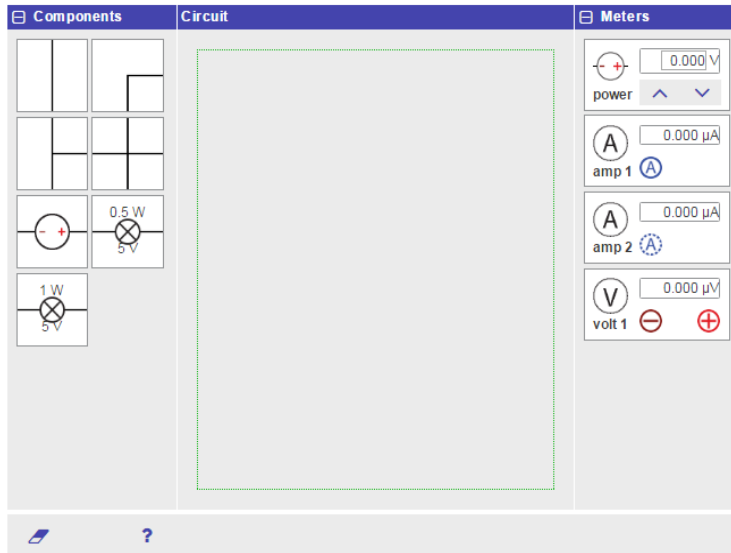 Components
Circuit
Meters
0.5 W
5 V
1 W
5 V
- +
- +
0.000 V
power
A
0.000 µA
amp 1
A
A
0.000 µA
amp 2
A
V
0.000 µV
volt 1
?